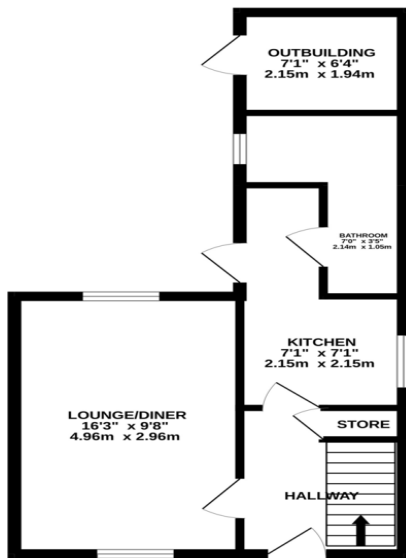 OUTBUILDING
7'1" x 6'4"
2.15m x 1.94m
BATHROOM
7'0" x 3'5"
2.14m x 1.05m
KITCHEN
7'1" x 7'1"
2.15m x 2.15m
LOUNGE/DINER
16'3" x 9'8"
4.96m x 2.96m
STORE
HALLWAY